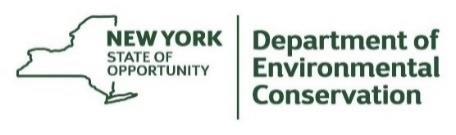 NEW YORK
STATE OF
OPPORTUNITY
Department of
Environmental
Conservation